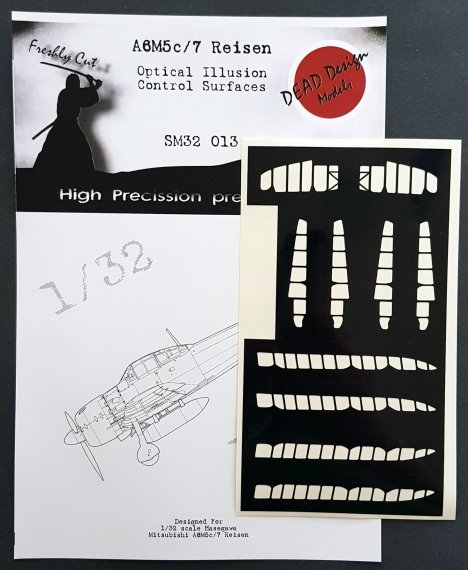 Freshly Cut
A6M5c/7 Reisen
Optical Illusion
Control Surfaces
DEAD Design
Models
SM32 013
High Precission pre
1/32
Designed For
1/32 scale Hasegawa
Mitsubishi A6M5c/7 Reisen